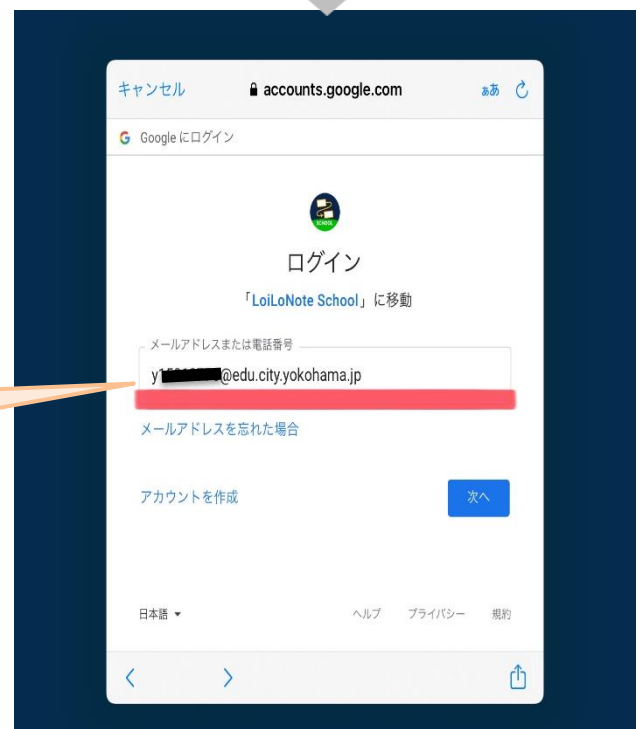 キャンセル accounts.google.com ぁあ
G Google にログイン
SCHOOL
ログイン
「LoiLoNote School」に移動
メールアドレスまたは電話番号
@edu.city.yokohama.jp
メールアドレスを忘れた場合
アカウントを作成 次へ
日本語 ヘルプ プライバシー 規約